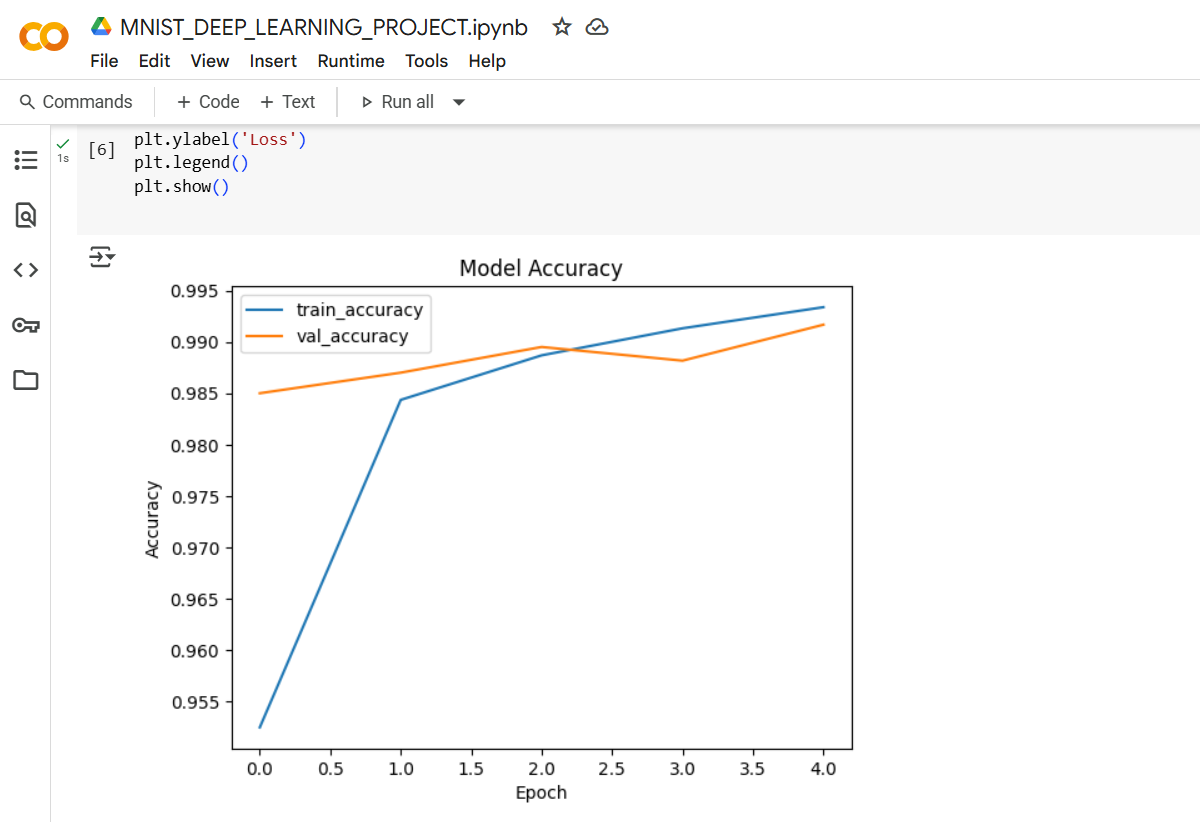 MNIST_DEEP_LEARNING_PROJECT.ipynb
File Edit View Insert Runtime Tools Help
Commands + Code + Text Run all
1s
[6]
plt.ylabel('Loss')
plt.legend()
plt.show()
Model Accuracy
train_accuracy
val_accuracy
0.995
0.990
0.985
0.980
0.975
0.970
0.965
0.960
0.955
Accuracy
0.0 0.5 1.0 1.5 2.0 2.5 3.0 3.5 4.0
Epoch